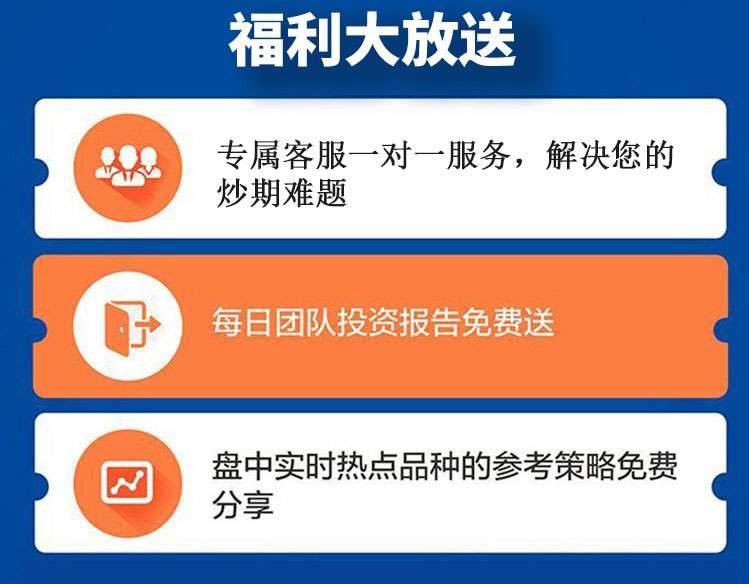 福利大放送
专属客服一对一服务，解决您的
炒期难题
每日团队投资报告免费送
盘中实时热点品种的参考策略免费
分享